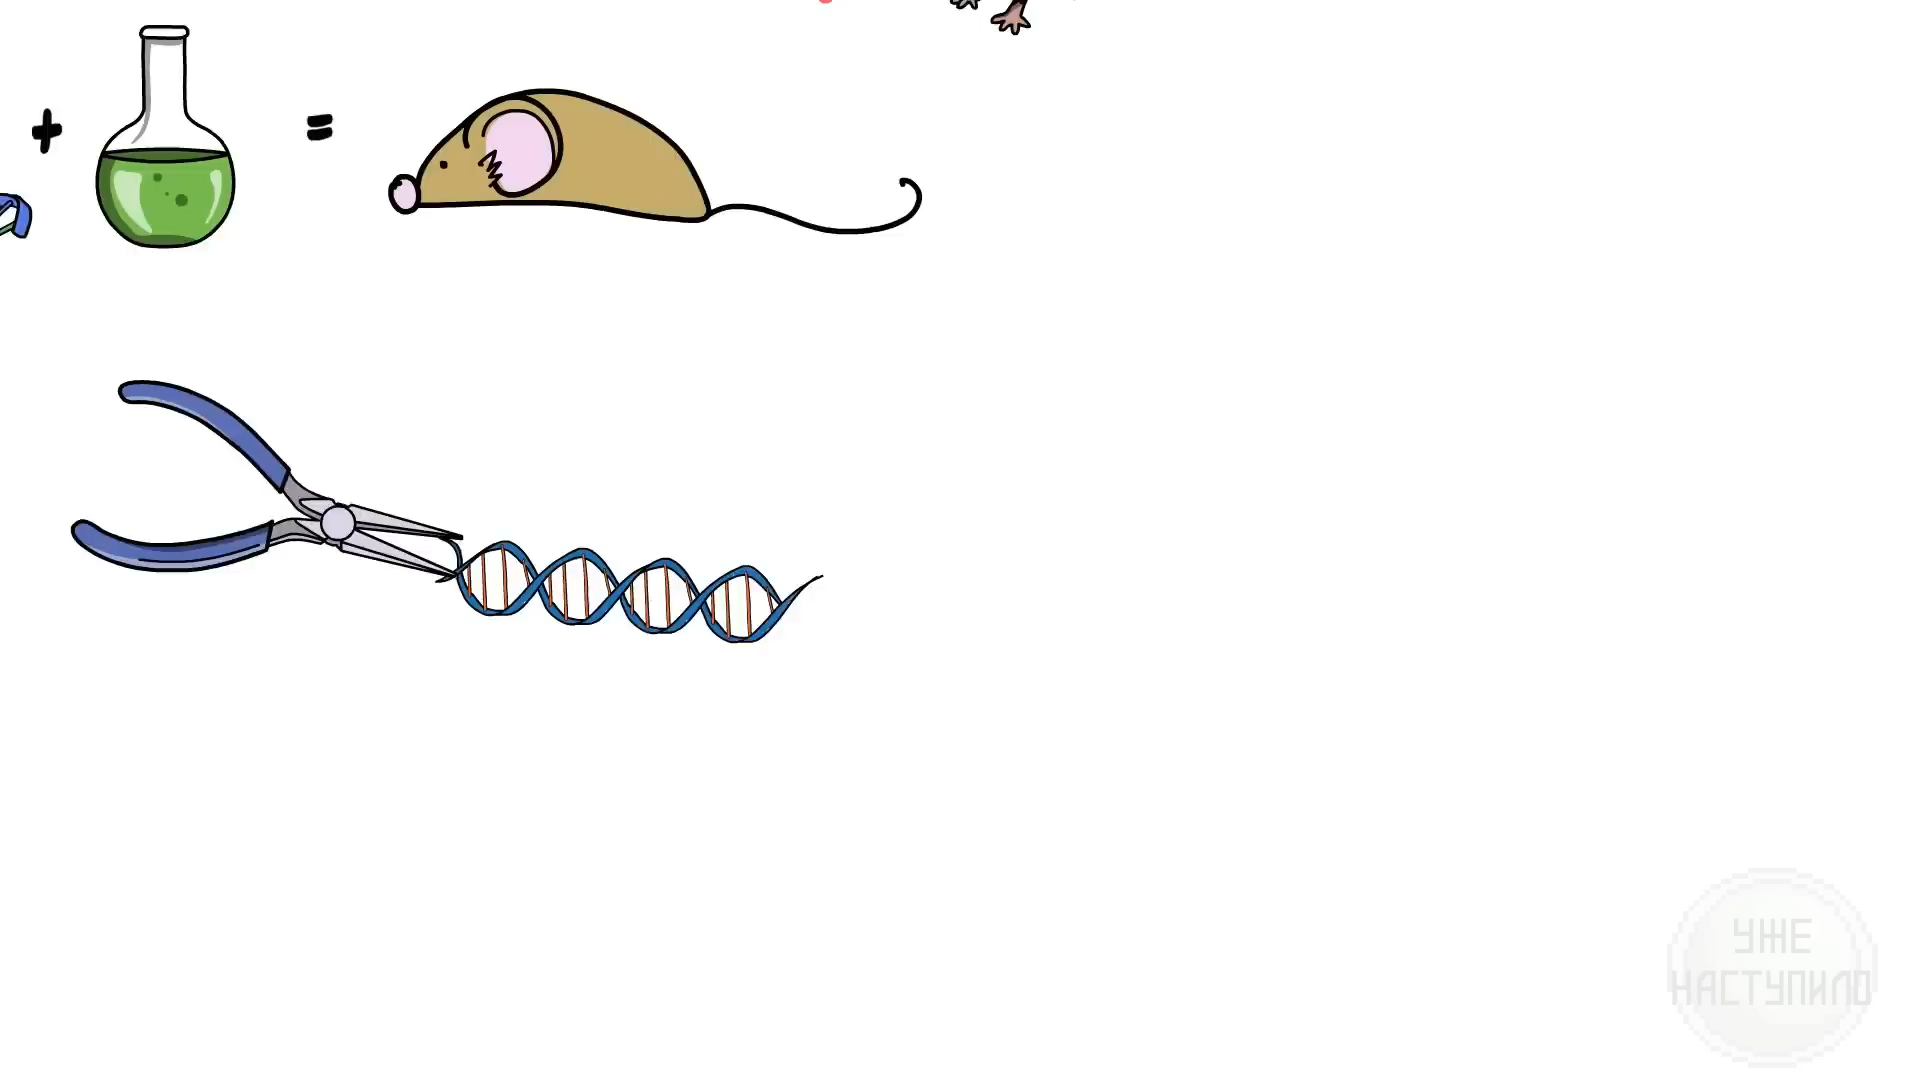 + =
УЖЕ
НАСТУПИЛО